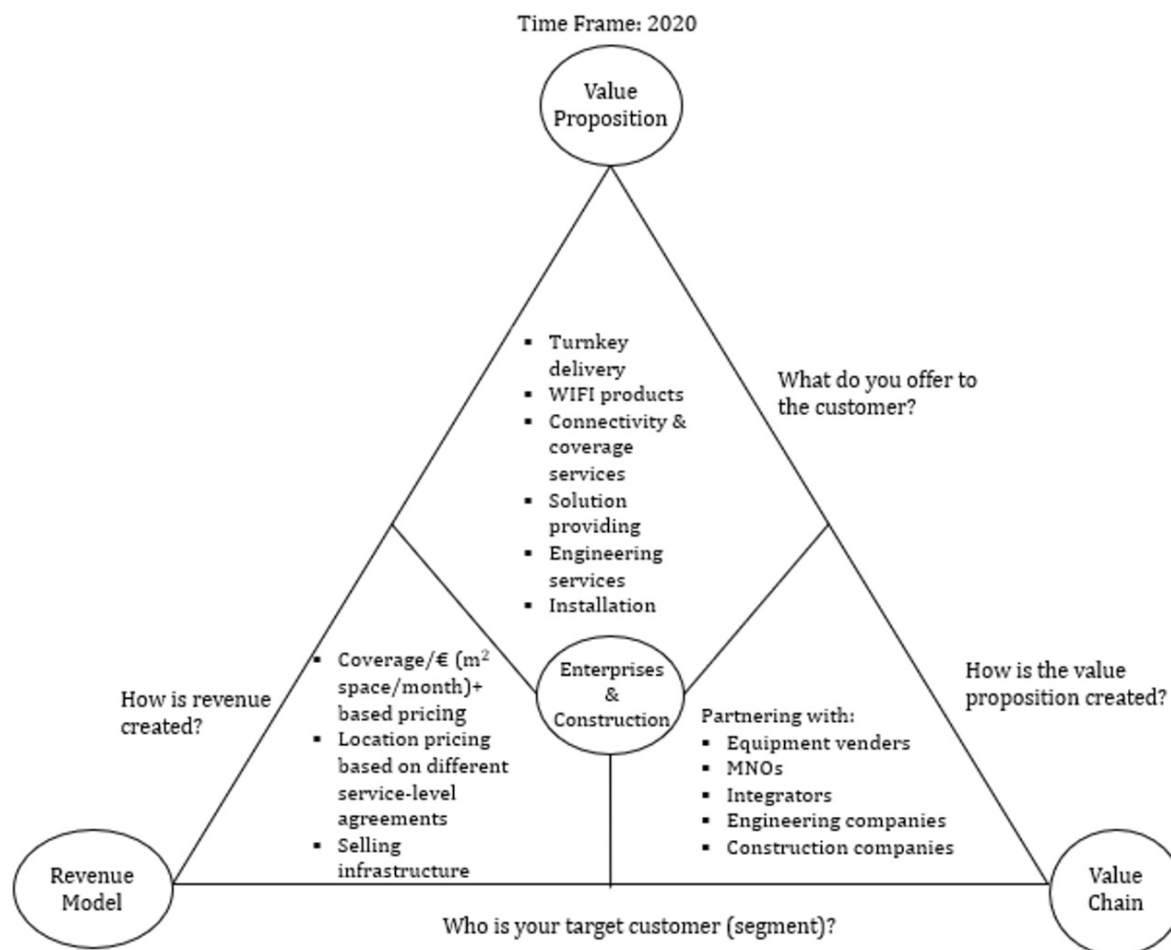 Time Frame: 2020
Value
Proposition
▪ Turnkey
delivery
▪ WIFI products
▪ Connectivity &
coverage
services
▪ Solution
providing
▪ Engineering
services
▪ Installation
What do you offer to
the customer?
Enterprises
&
Construction
How is revenue
created?
▪ Coverage/€ (m²
space/month)+
based pricing
▪ Location pricing
based on different
service-level
agreements
▪ Selling
infrastructure
How is the value
proposition created?
Partnering with:
▪ Equipment venders
▪ MNOs
▪ Integrators
▪ Engineering companies
▪ Construction companies
Revenue
Model
Value
Chain
Who is your target customer (segment)?